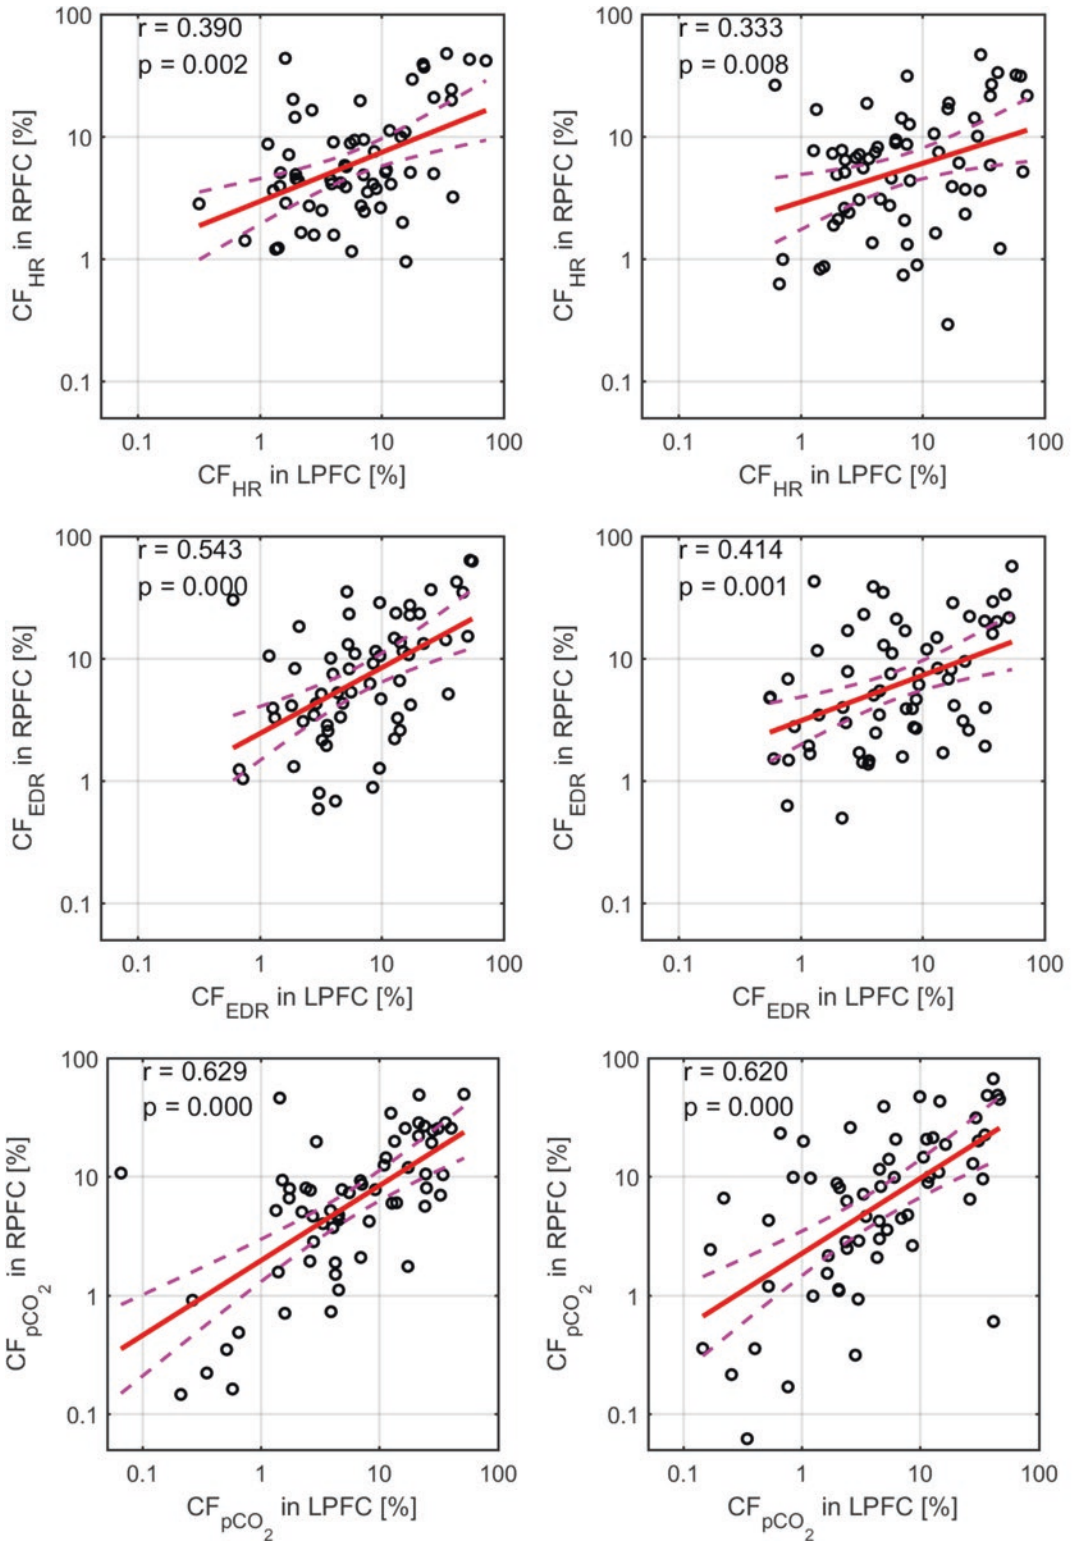 r = 0.390
p = 0.002
100
10
1
0.1
CF_HR in RPFC [%]
0.1 1 10 100
CF_HR in LPFC [%]
r = 0.333
p = 0.008
100
10
1
0.1
CF_HR in RPFC [%]
0.1 1 10 100
CF_HR in LPFC [%]
r = 0.543
p = 0.000
100
10
1
0.1
CF_EDR in RPFC [%]
0.1 1 10 100
CF_EDR in LPFC [%]
r = 0.414
p = 0.001
100
10
1
0.1
CF_EDR in RPFC [%]
0.1 1 10 100
CF_EDR in LPFC [%]
r = 0.629
p = 0.000
100
10
1
0.1
CF_pCO₂ in RPFC [%]
0.1 1 10 100
CF_pCO₂ in LPFC [%]
r = 0.620
p = 0.000
100
10
1
0.1
CF_pCO₂ in RPFC [%]
0.1 1 10 100
CF_pCO₂ in LPFC [%]